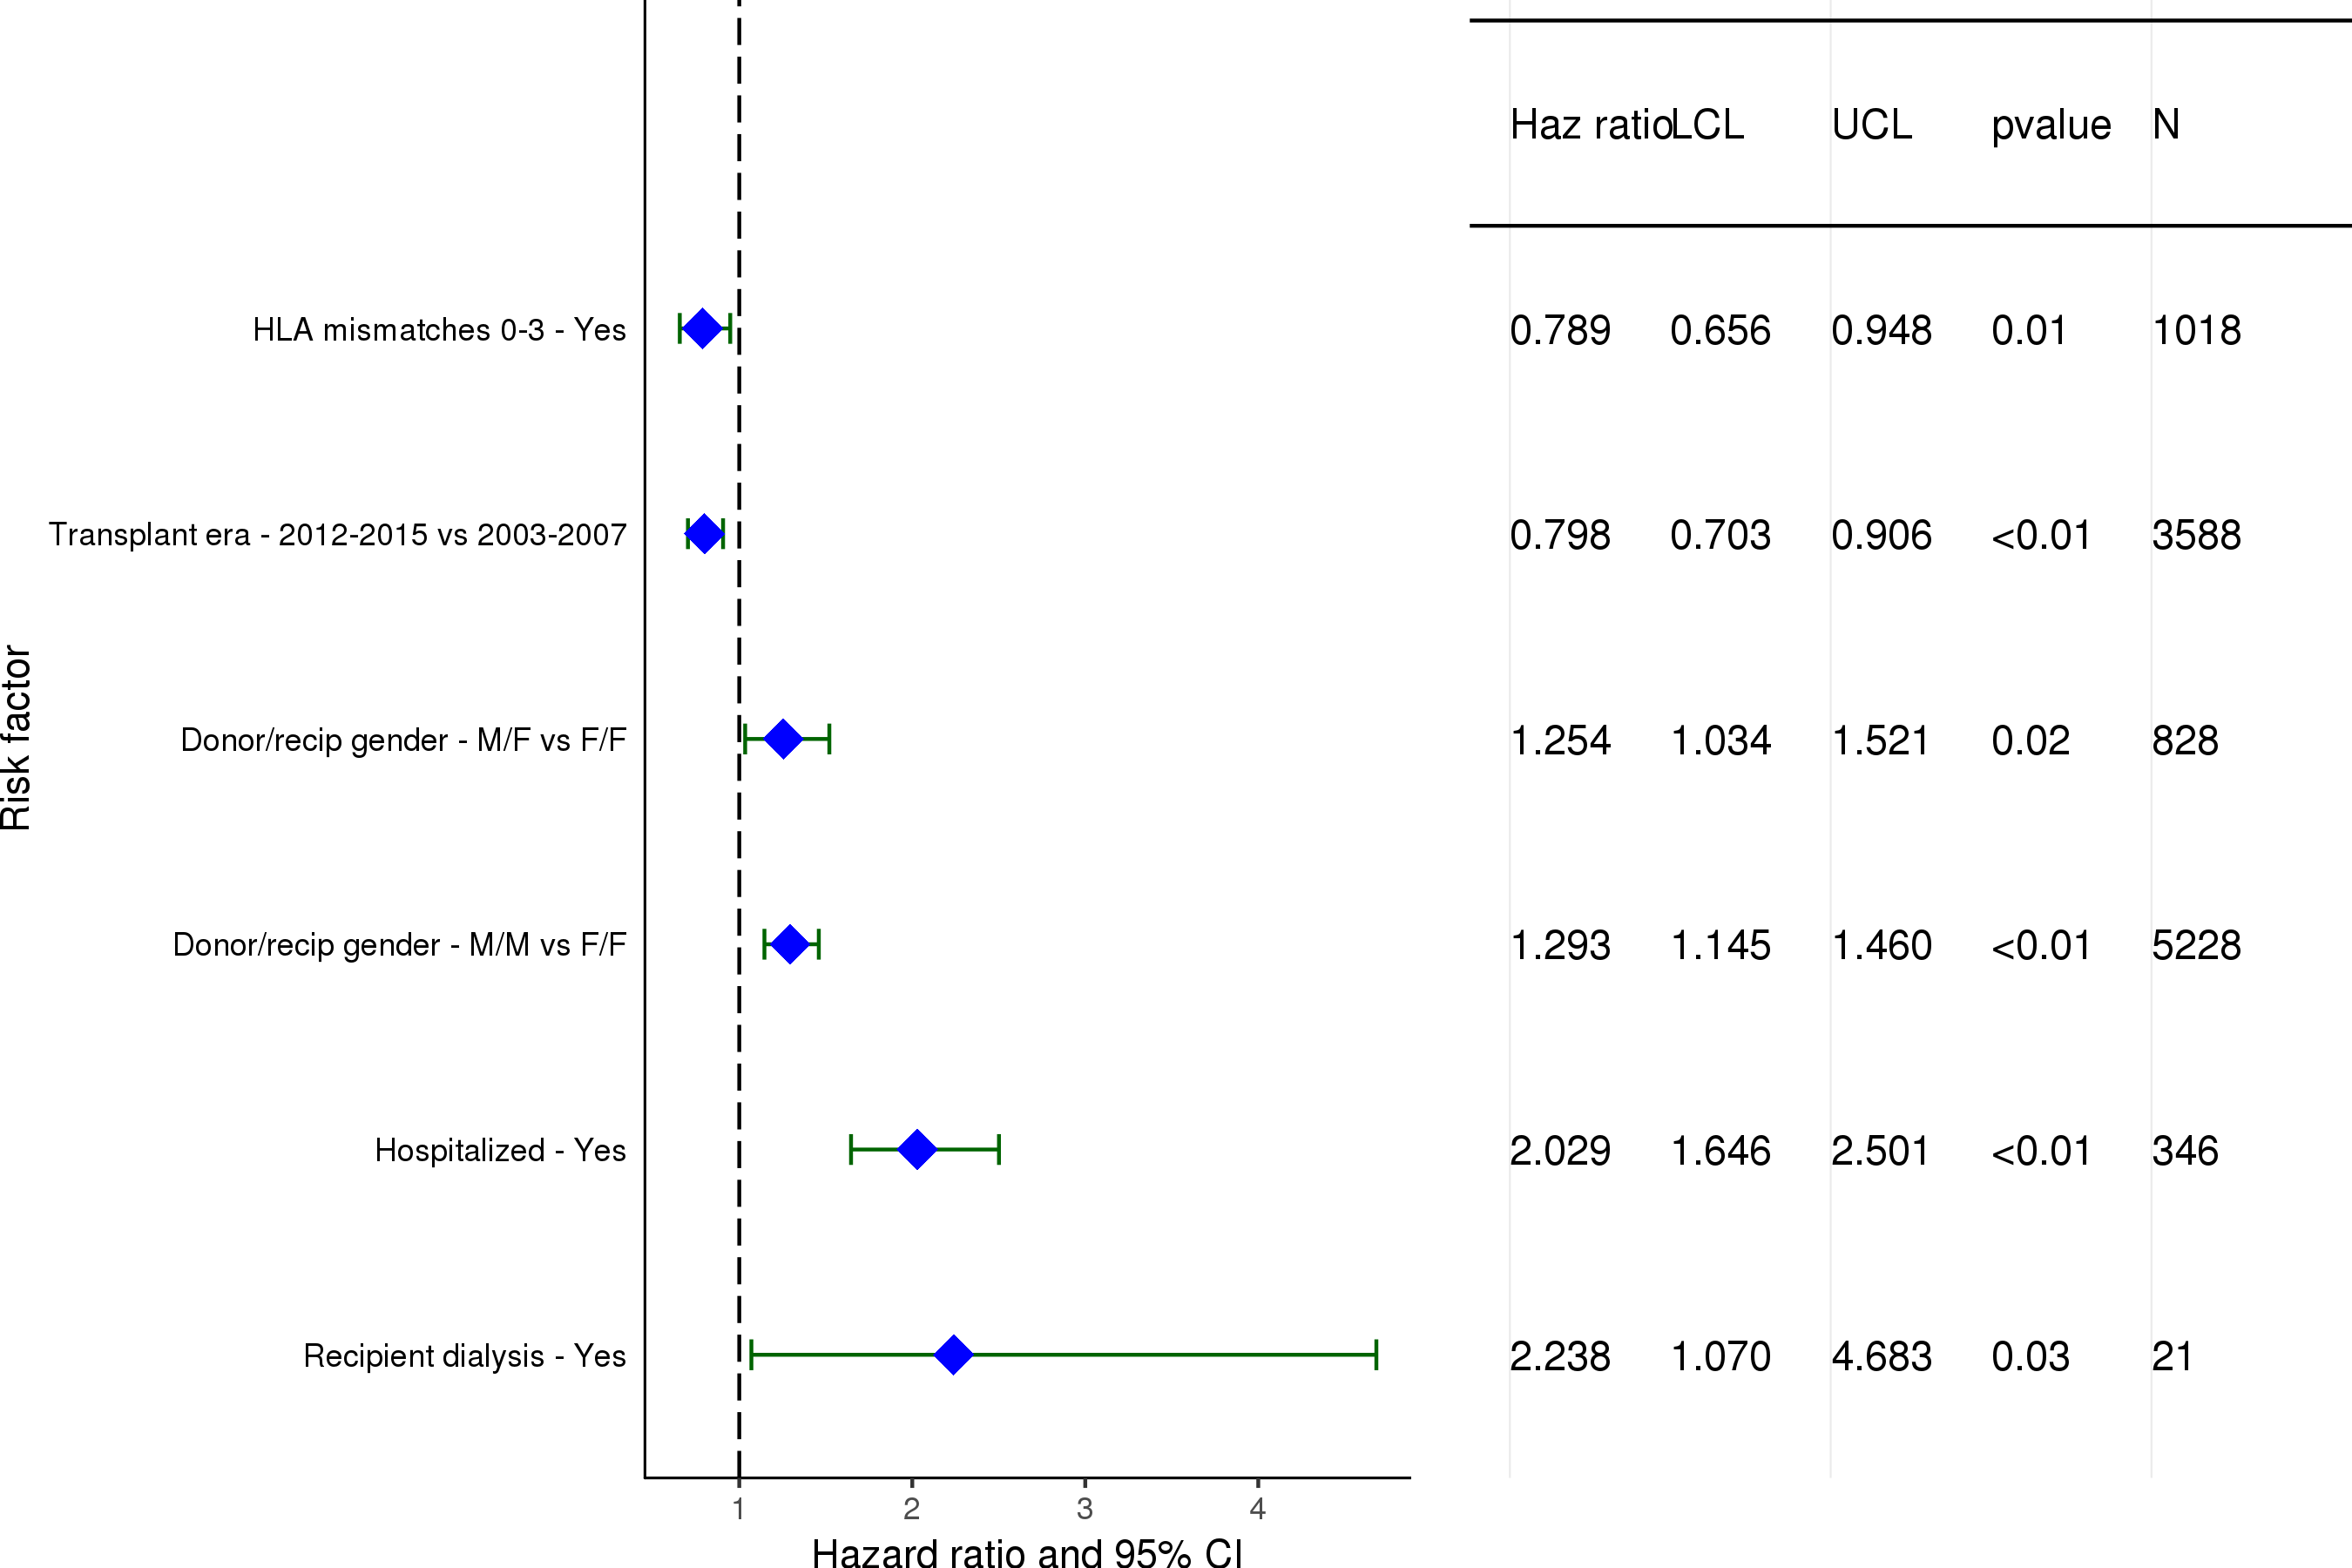 Haz ratio LCL UCL pvalue N
HLA mismatches 0-3 - Yes 0.789 0.656 0.948 0.01 1018
Transplant era - 2012-2015 vs 2003-2007 0.798 0.703 0.906 <0.01 3588
Risk factor
Donor/recip gender - M/F vs F/F 1.254 1.034 1.521 0.02 828
Donor/recip gender - M/M vs F/F 1.293 1.145 1.460 <0.01 5228
Hospitalized - Yes 2.029 1.646 2.501 <0.01 346
Recipient dialysis - Yes 2.238 1.070 4.683 0.03 21
1 2 3 4
Hazard ratio and 95% CI